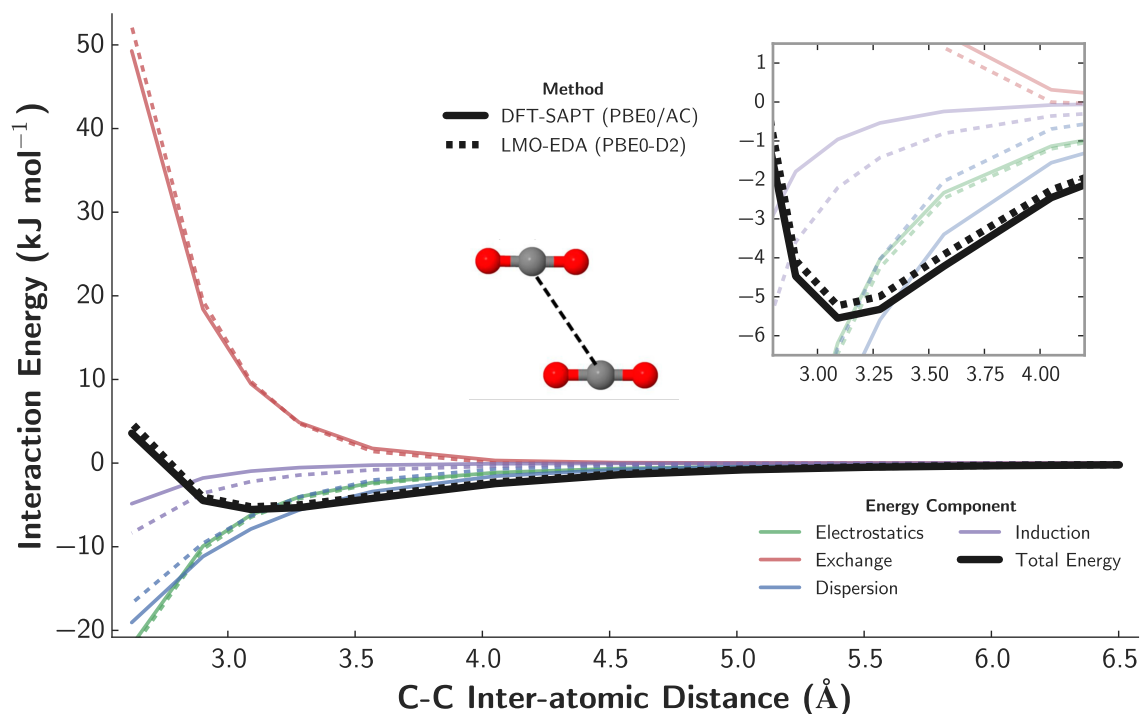 Interaction Energy (kJ mol⁻¹)
50
40
30
20
10
0
−10
−20
3.0 3.5 4.0 4.5 5.0 5.5 6.0 6.5
C-C Inter-atomic Distance (Å)
Method
DFT-SAPT (PBE0/AC)
LMO-EDA (PBE0-D2)
1
0
−1
−2
−3
−4
−5
−6
3.00 3.25 3.50 3.75 4.00
Energy Component
Electrostatics Induction
Exchange Total Energy
Dispersion